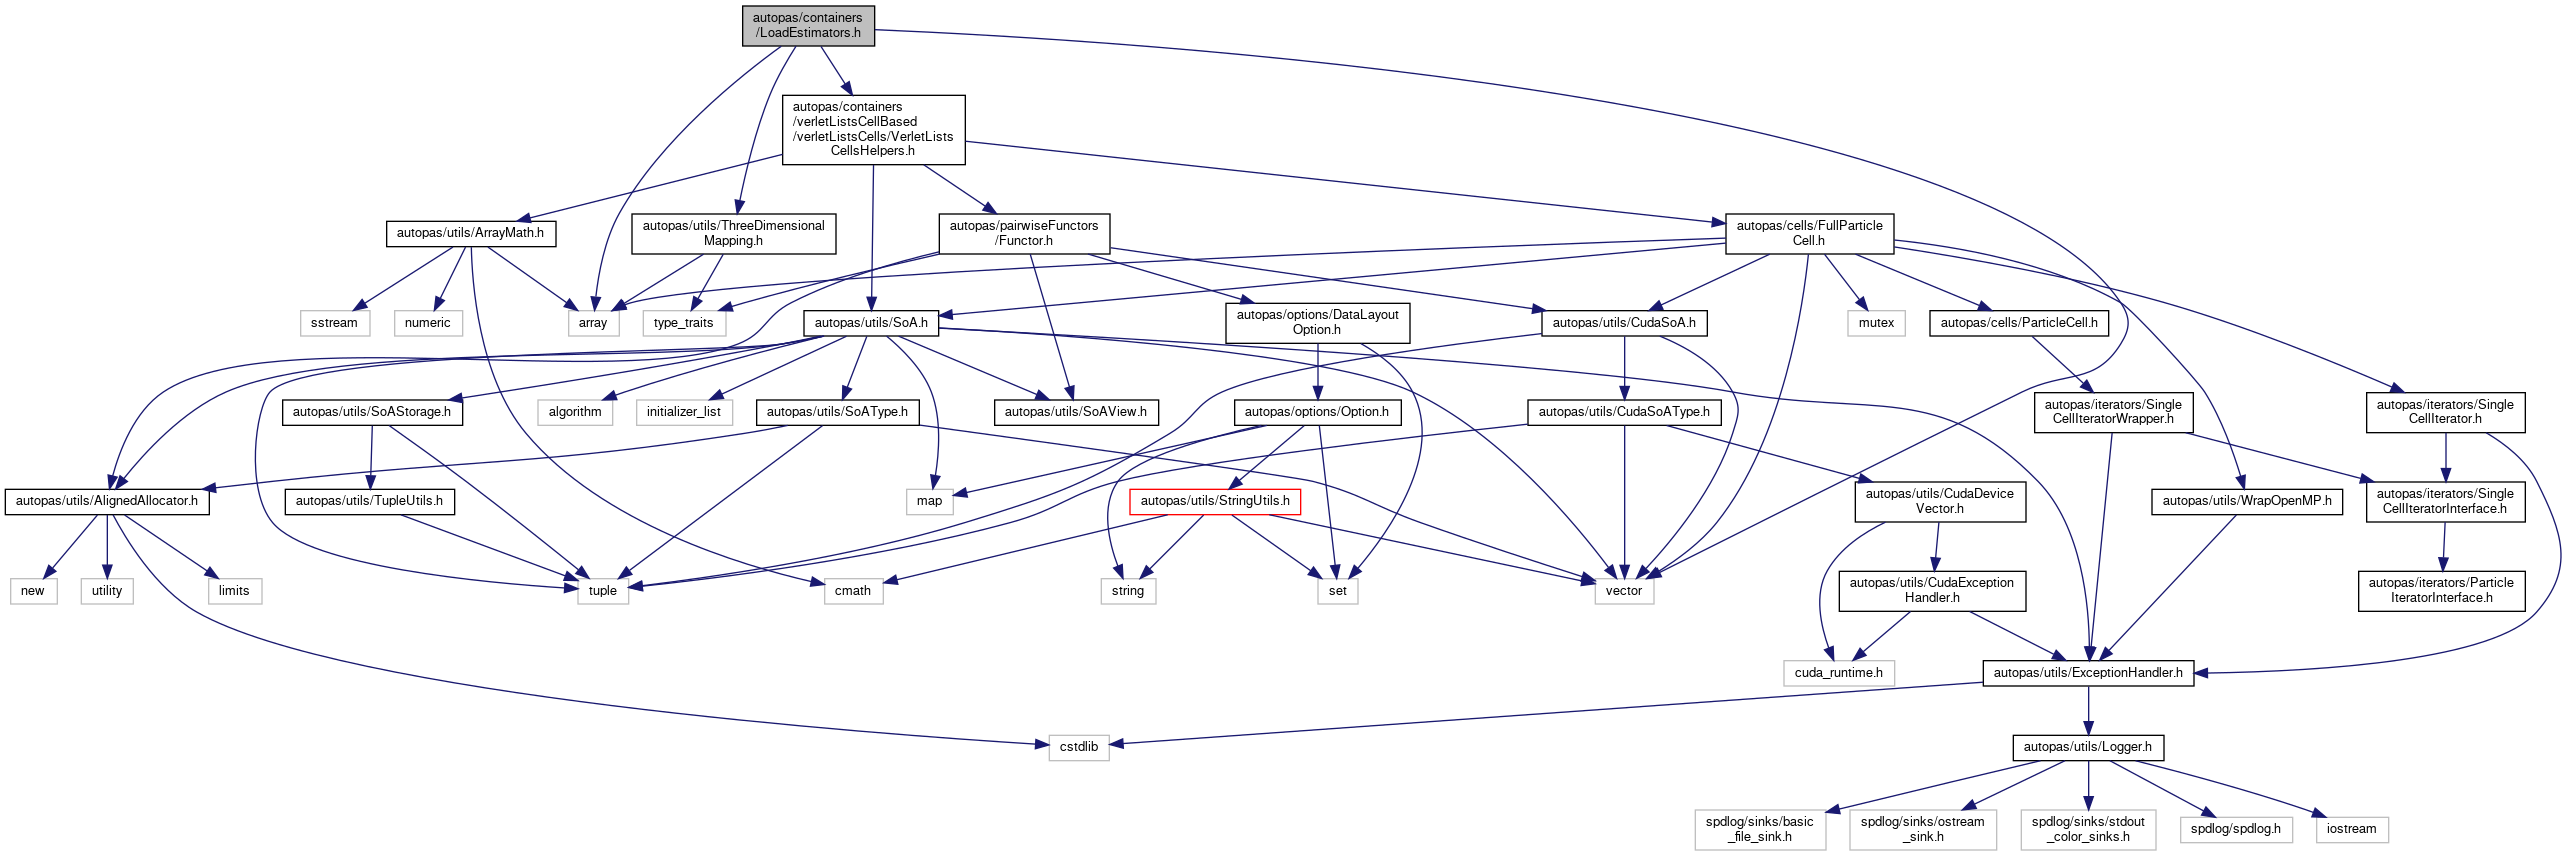 autopas/containers
/LoadEstimators.h
autopas/containers
/verletListsCellBased
/verletListsCells/VerletLists
CellsHelpers.h
autopas/utils/ArrayMath.h
autopas/utils/ThreeDimensional
Mapping.h
autopas/pairwiseFunctors
/Functor.h
autopas/cells/FullParticle
Cell.h
sstream
numeric
array
type_traits
autopas/utils/SoA.h
autopas/options/DataLayout
Option.h
autopas/utils/CudaSoA.h
mutex
autopas/cells/ParticleCell.h
autopas/utils/SoAStorage.h
algorithm
initializer_list
autopas/utils/SoAType.h
autopas/utils/SoAView.h
autopas/options/Option.h
autopas/utils/CudaSoAType.h
autopas/iterators/Single
CellIteratorWrapper.h
autopas/iterators/Single
CellIterator.h
autopas/utils/AlignedAllocator.h
autopas/utils/TupleUtils.h
map
autopas/utils/StringUtils.h
autopas/utils/CudaDevice
Vector.h
autopas/utils/WrapOpenMP.h
autopas/iterators/Single
CellIteratorInterface.h
new
utility
limits
tuple
cmath
string
set
vector
autopas/utils/CudaException
Handler.h
autopas/iterators/Particle
IteratorInterface.h
cuda_runtime.h
autopas/utils/ExceptionHandler.h
cstdlib
autopas/utils/Logger.h
spdlog/sinks/basic
_file_sink.h
spdlog/sinks/ostream
_sink.h
spdlog/sinks/stdout
_color_sinks.h
spdlog/spdlog.h
iostream